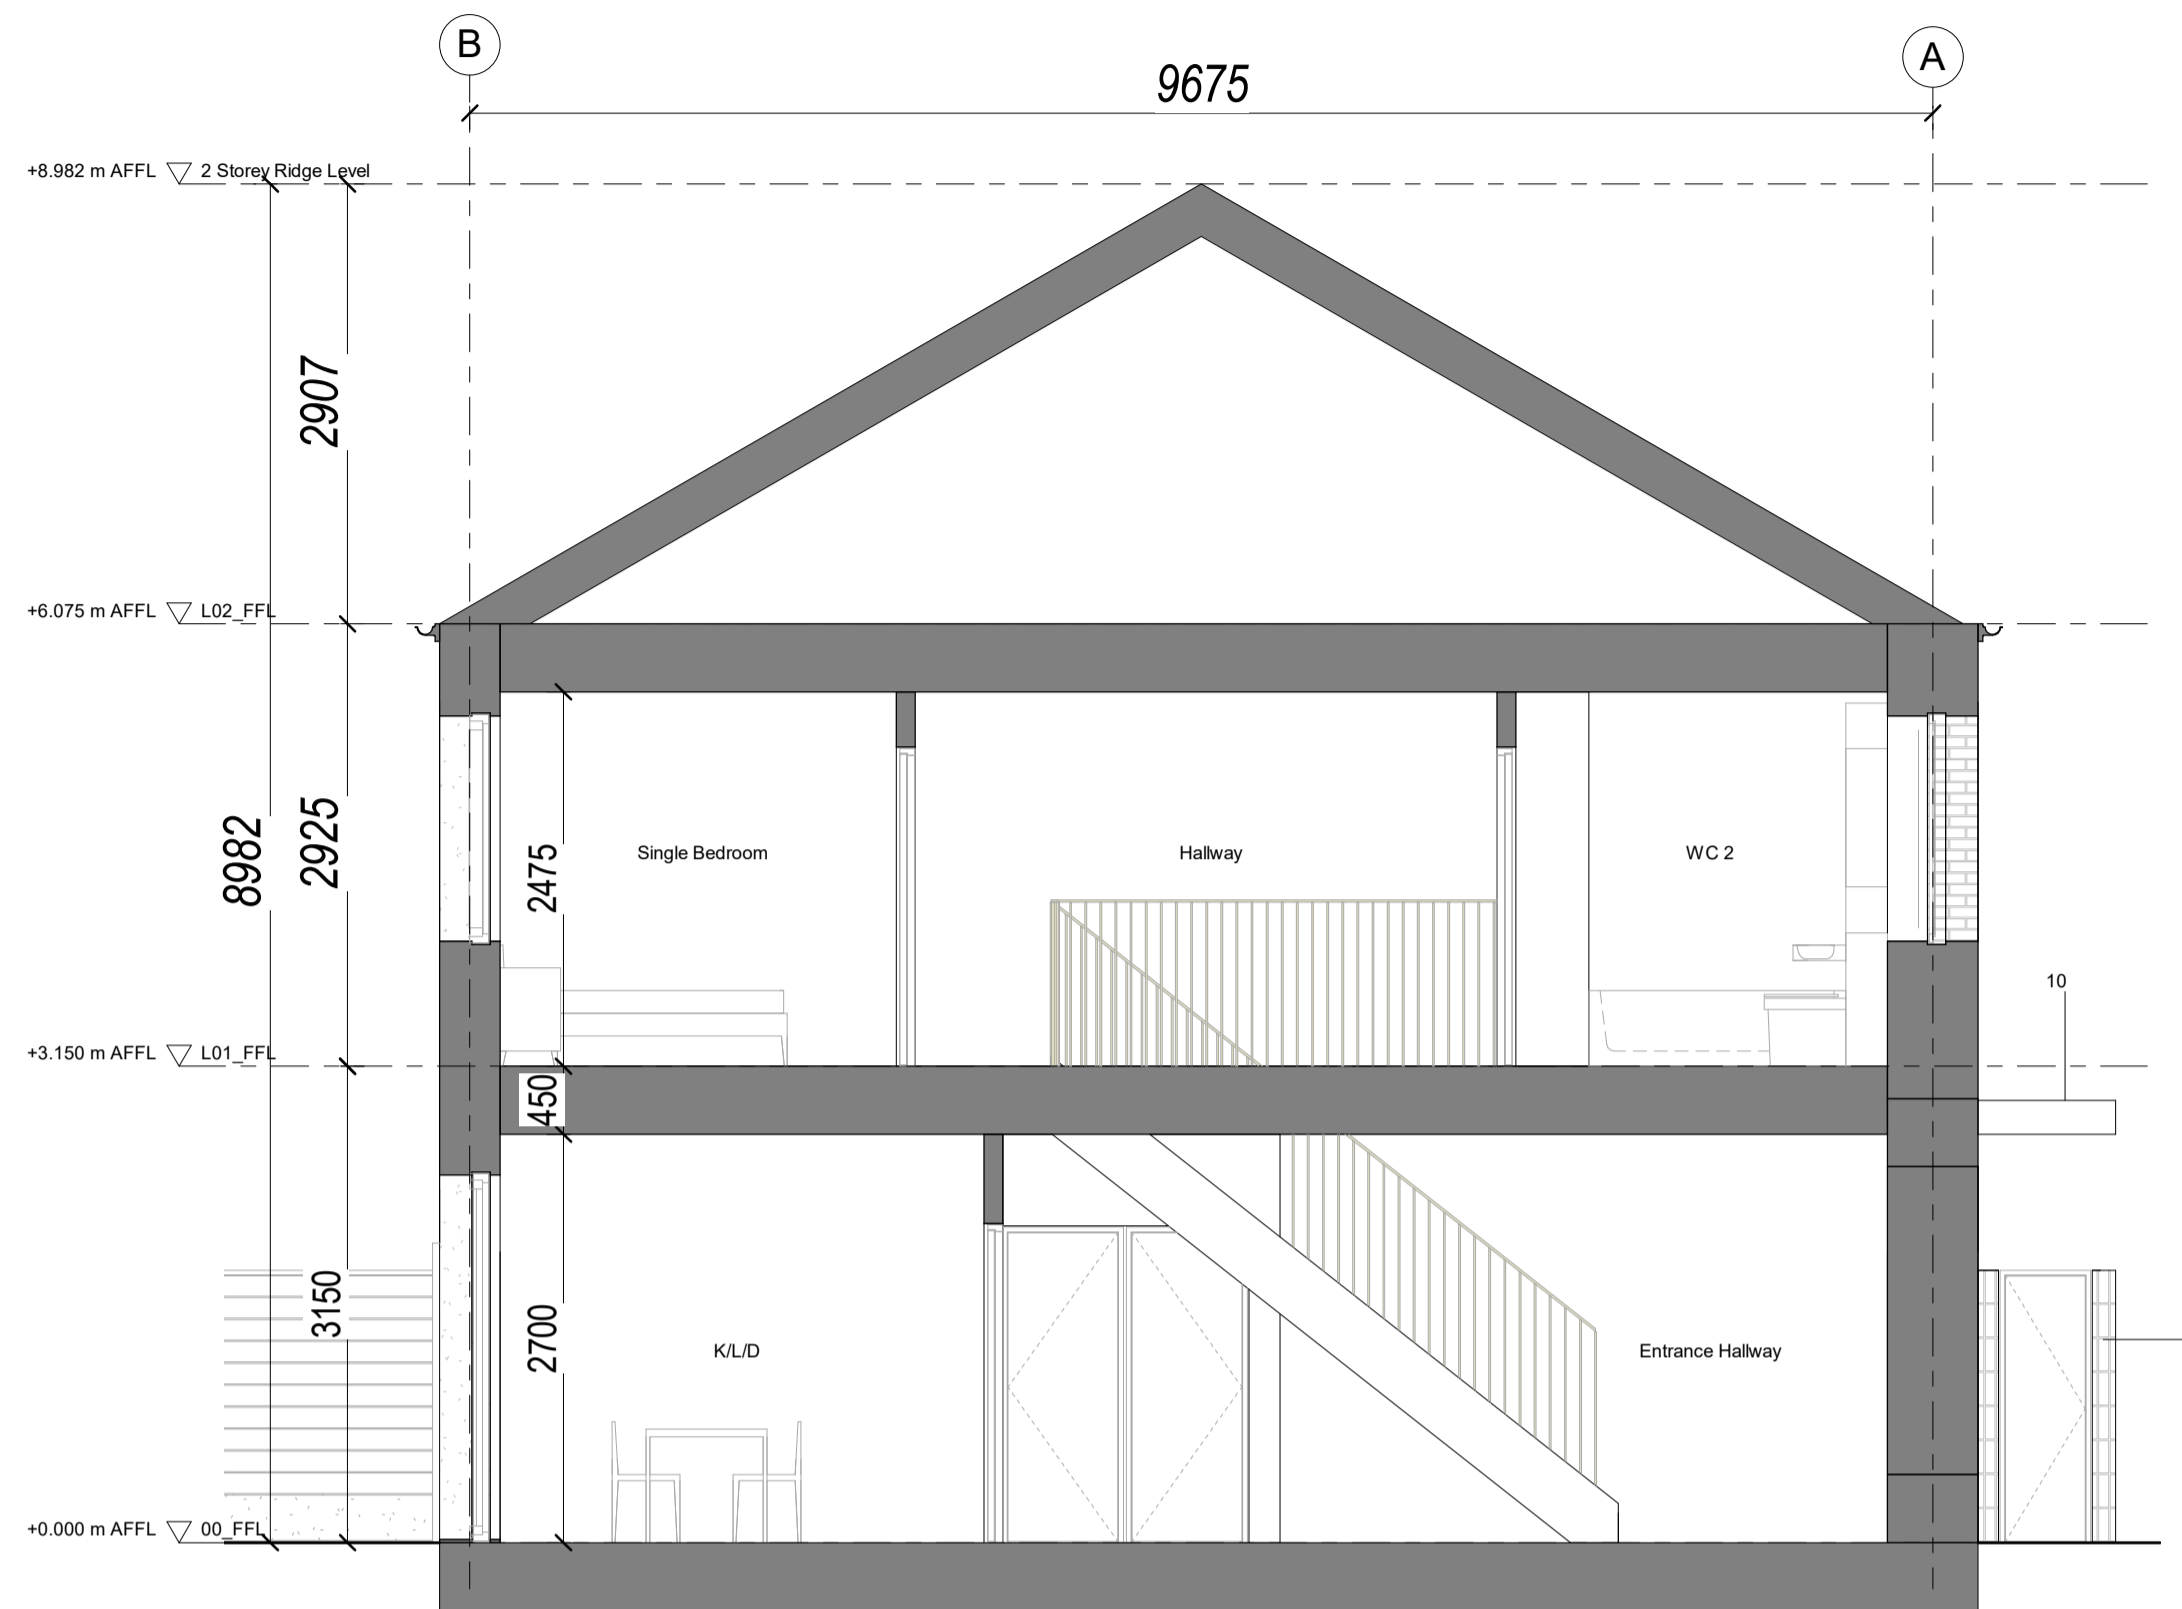 B
A
9675
+8.982 m AFFL 2 Storey Ridge Level
2907
+6.075 m AFFL L02_FFL
8982
2925
2475
Single Bedroom
Hallway
WC 2
10
+3.150 m AFFL L01_FFL
450
3150
2700
K/L/D
Entrance Hallway
+0.000 m AFFL 00_FFL